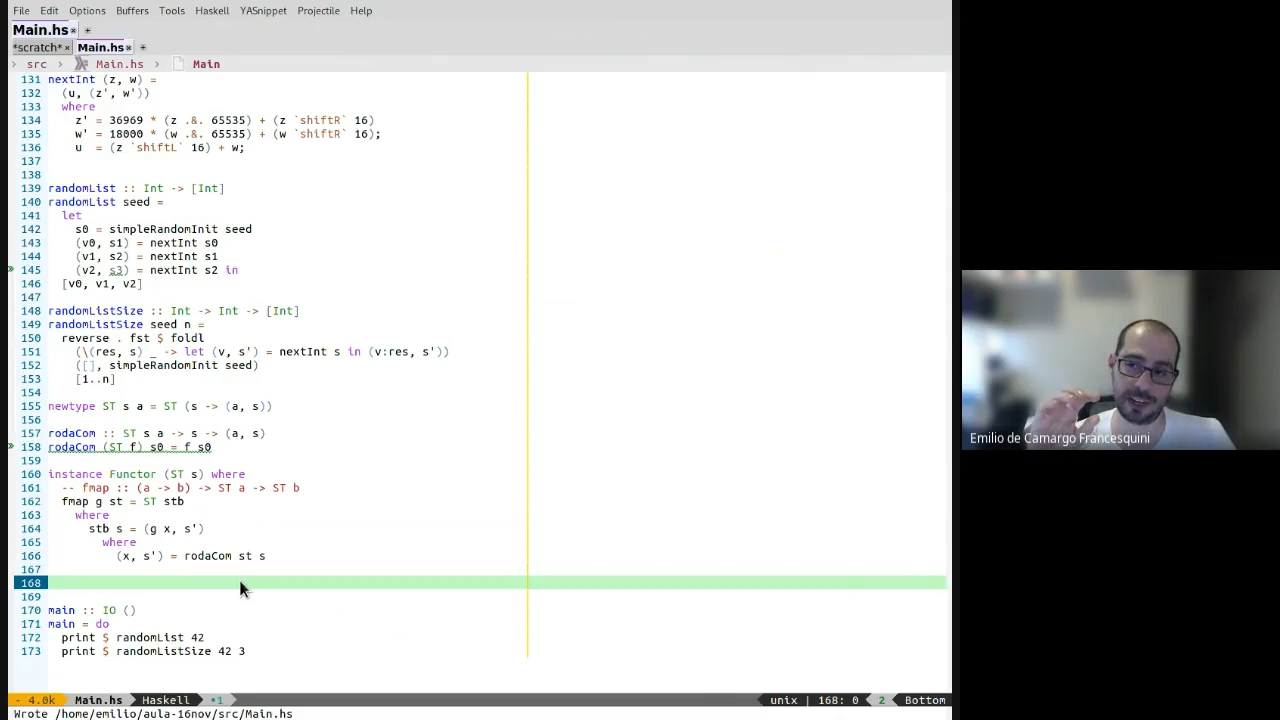 File Edit Options Buffers Tools Haskell YASnippet Projectile Help
Main.hs
*scratch* Main.hs
src > Main.hs > Main
131 nextInt (z, w) =
132   (u, (z', w'))
133   where
134     z' = 36969 * (z .&. 65535) + (z `shiftR` 16)
135     w' = 18000 * (w .&. 65535) + (w `shiftR` 16);
136     u  = (z `shiftL` 16) + w;
137
138
139 randomList :: Int -> [Int]
140 randomList seed =
141   let
142     s0 = simpleRandomInit seed
143     (v0, s1) = nextInt s0
144     (v1, s2) = nextInt s1
145     (v2, s3) = nextInt s2 in
146   [v0, v1, v2]
147
148 randomListSize :: Int -> Int -> [Int]
149 randomListSize seed n =
150   reverse . fst $ foldl
151     (\(res, s) _ -> let (v, s') = nextInt s in (v:res, s'))
152     ([], simpleRandomInit seed)
153     [1..n]
154
155 newtype ST s a = ST (s -> (a, s))
156
157 rodaCom :: ST s a -> s -> (a, s)
158 rodaCom (ST f) s0 = f s0
159
160 instance Functor (ST s) where
161   -- fmap :: (a -> b) -> ST a -> ST b
162   fmap g st = ST stb
163     where
164       stb s = (g x, s')
165         where
166           (x, s') = rodaCom st s
167
168
169
170 main :: IO ()
171 main = do
172   print $ randomList 42
173   print $ randomListSize 42 3
- 4.0k Main.hs Haskell •1 unix | 168: 0 2 Bottom
Wrote /home/emilio/aula-16nov/src/Main.hs
Emilio de Camargo Francesquini